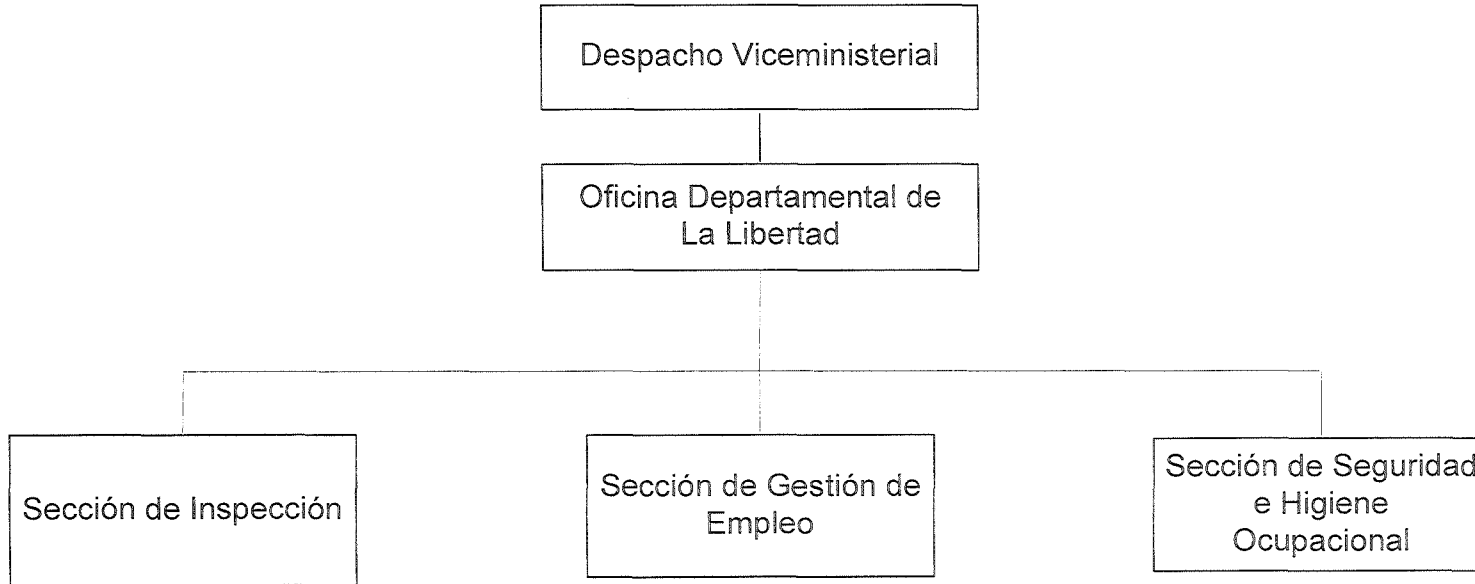 Despacho Viceministerial
Oficina Departamental de
La Libertad
Sección de Inspección
Sección de Gestión de
Empleo
Sección de Seguridad
e Higiene
Ocupacional